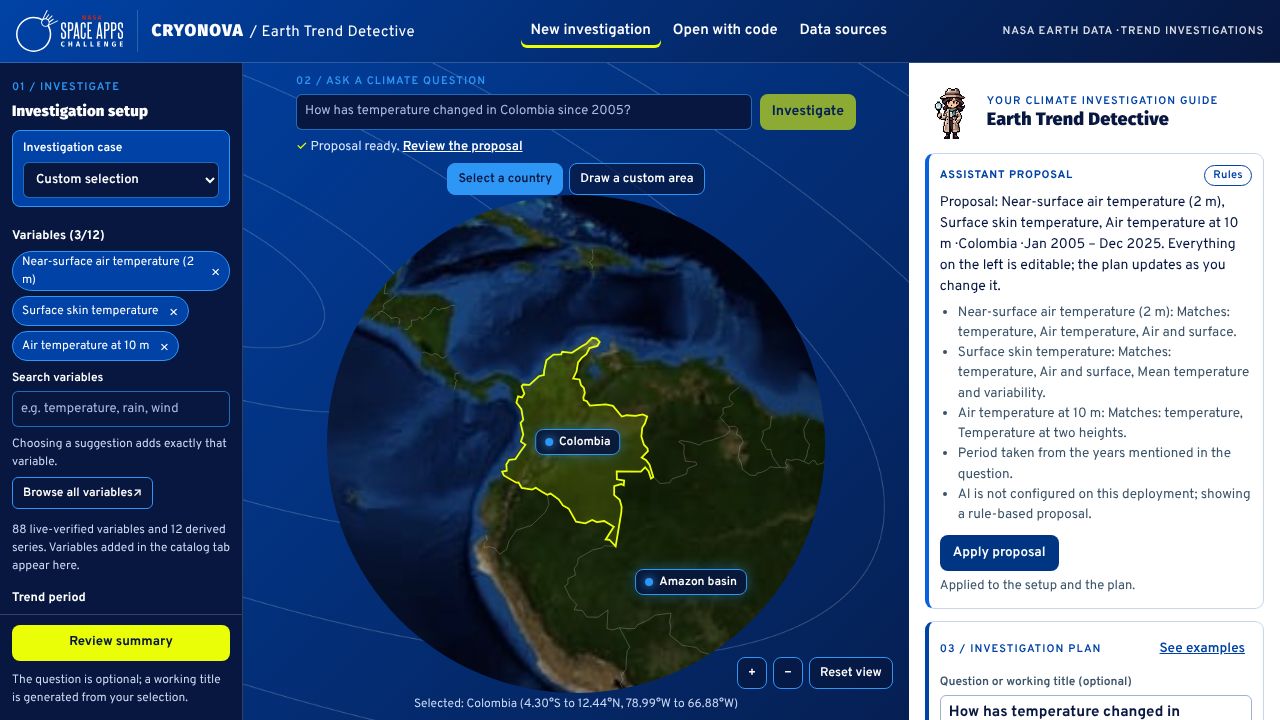 NASA
SPACE APPS
CHALLENGE
CRYONOVA / Earth Trend Detective
New investigation
Open with code
Data sources
NASA EARTH DATA · TREND INVESTIGATIONS
01 / INVESTIGATE
Investigation setup
Investigation case
Custom selection
Variables (3/12)
Near-surface air temperature (2
m) ×
Surface skin temperature ×
Air temperature at 10 m ×
Search variables
e.g. temperature, rain, wind
Choosing a suggestion adds exactly that
variable.
Browse all variables↗
88 live-verified variables and 12 derived
series. Variables added in the catalog tab
appear here.
Trend period
Review summary
The question is optional; a working title
is generated from your selection.
02 / ASK A CLIMATE QUESTION
How has temperature changed in Colombia since 2005?
Investigate
✓ Proposal ready. Review the proposal
Select a country
Draw a custom area
Colombia
Amazon basin
+
−
Reset view
Selected: Colombia (4.30°S to 12.44°N, 78.99°W to 66.88°W)
YOUR CLIMATE INVESTIGATION GUIDE
Earth Trend Detective
ASSISTANT PROPOSAL
Rules
Proposal: Near-surface air temperature (2 m),
Surface skin temperature, Air temperature at 10
m · Colombia · Jan 2005 – Dec 2025. Everything
on the left is editable; the plan updates as you
change it.
• Near-surface air temperature (2 m): Matches:
temperature, Air temperature, Air and surface.
• Surface skin temperature: Matches:
temperature, Air and surface, Mean temperature
and variability.
• Air temperature at 10 m: Matches: temperature,
Temperature at two heights.
• Period taken from the years mentioned in the
question.
• AI is not configured on this deployment; showing
a rule-based proposal.
Apply proposal
Applied to the setup and the plan.
03 / INVESTIGATION PLAN
See examples
Question or working title (optional)
How has temperature changed in